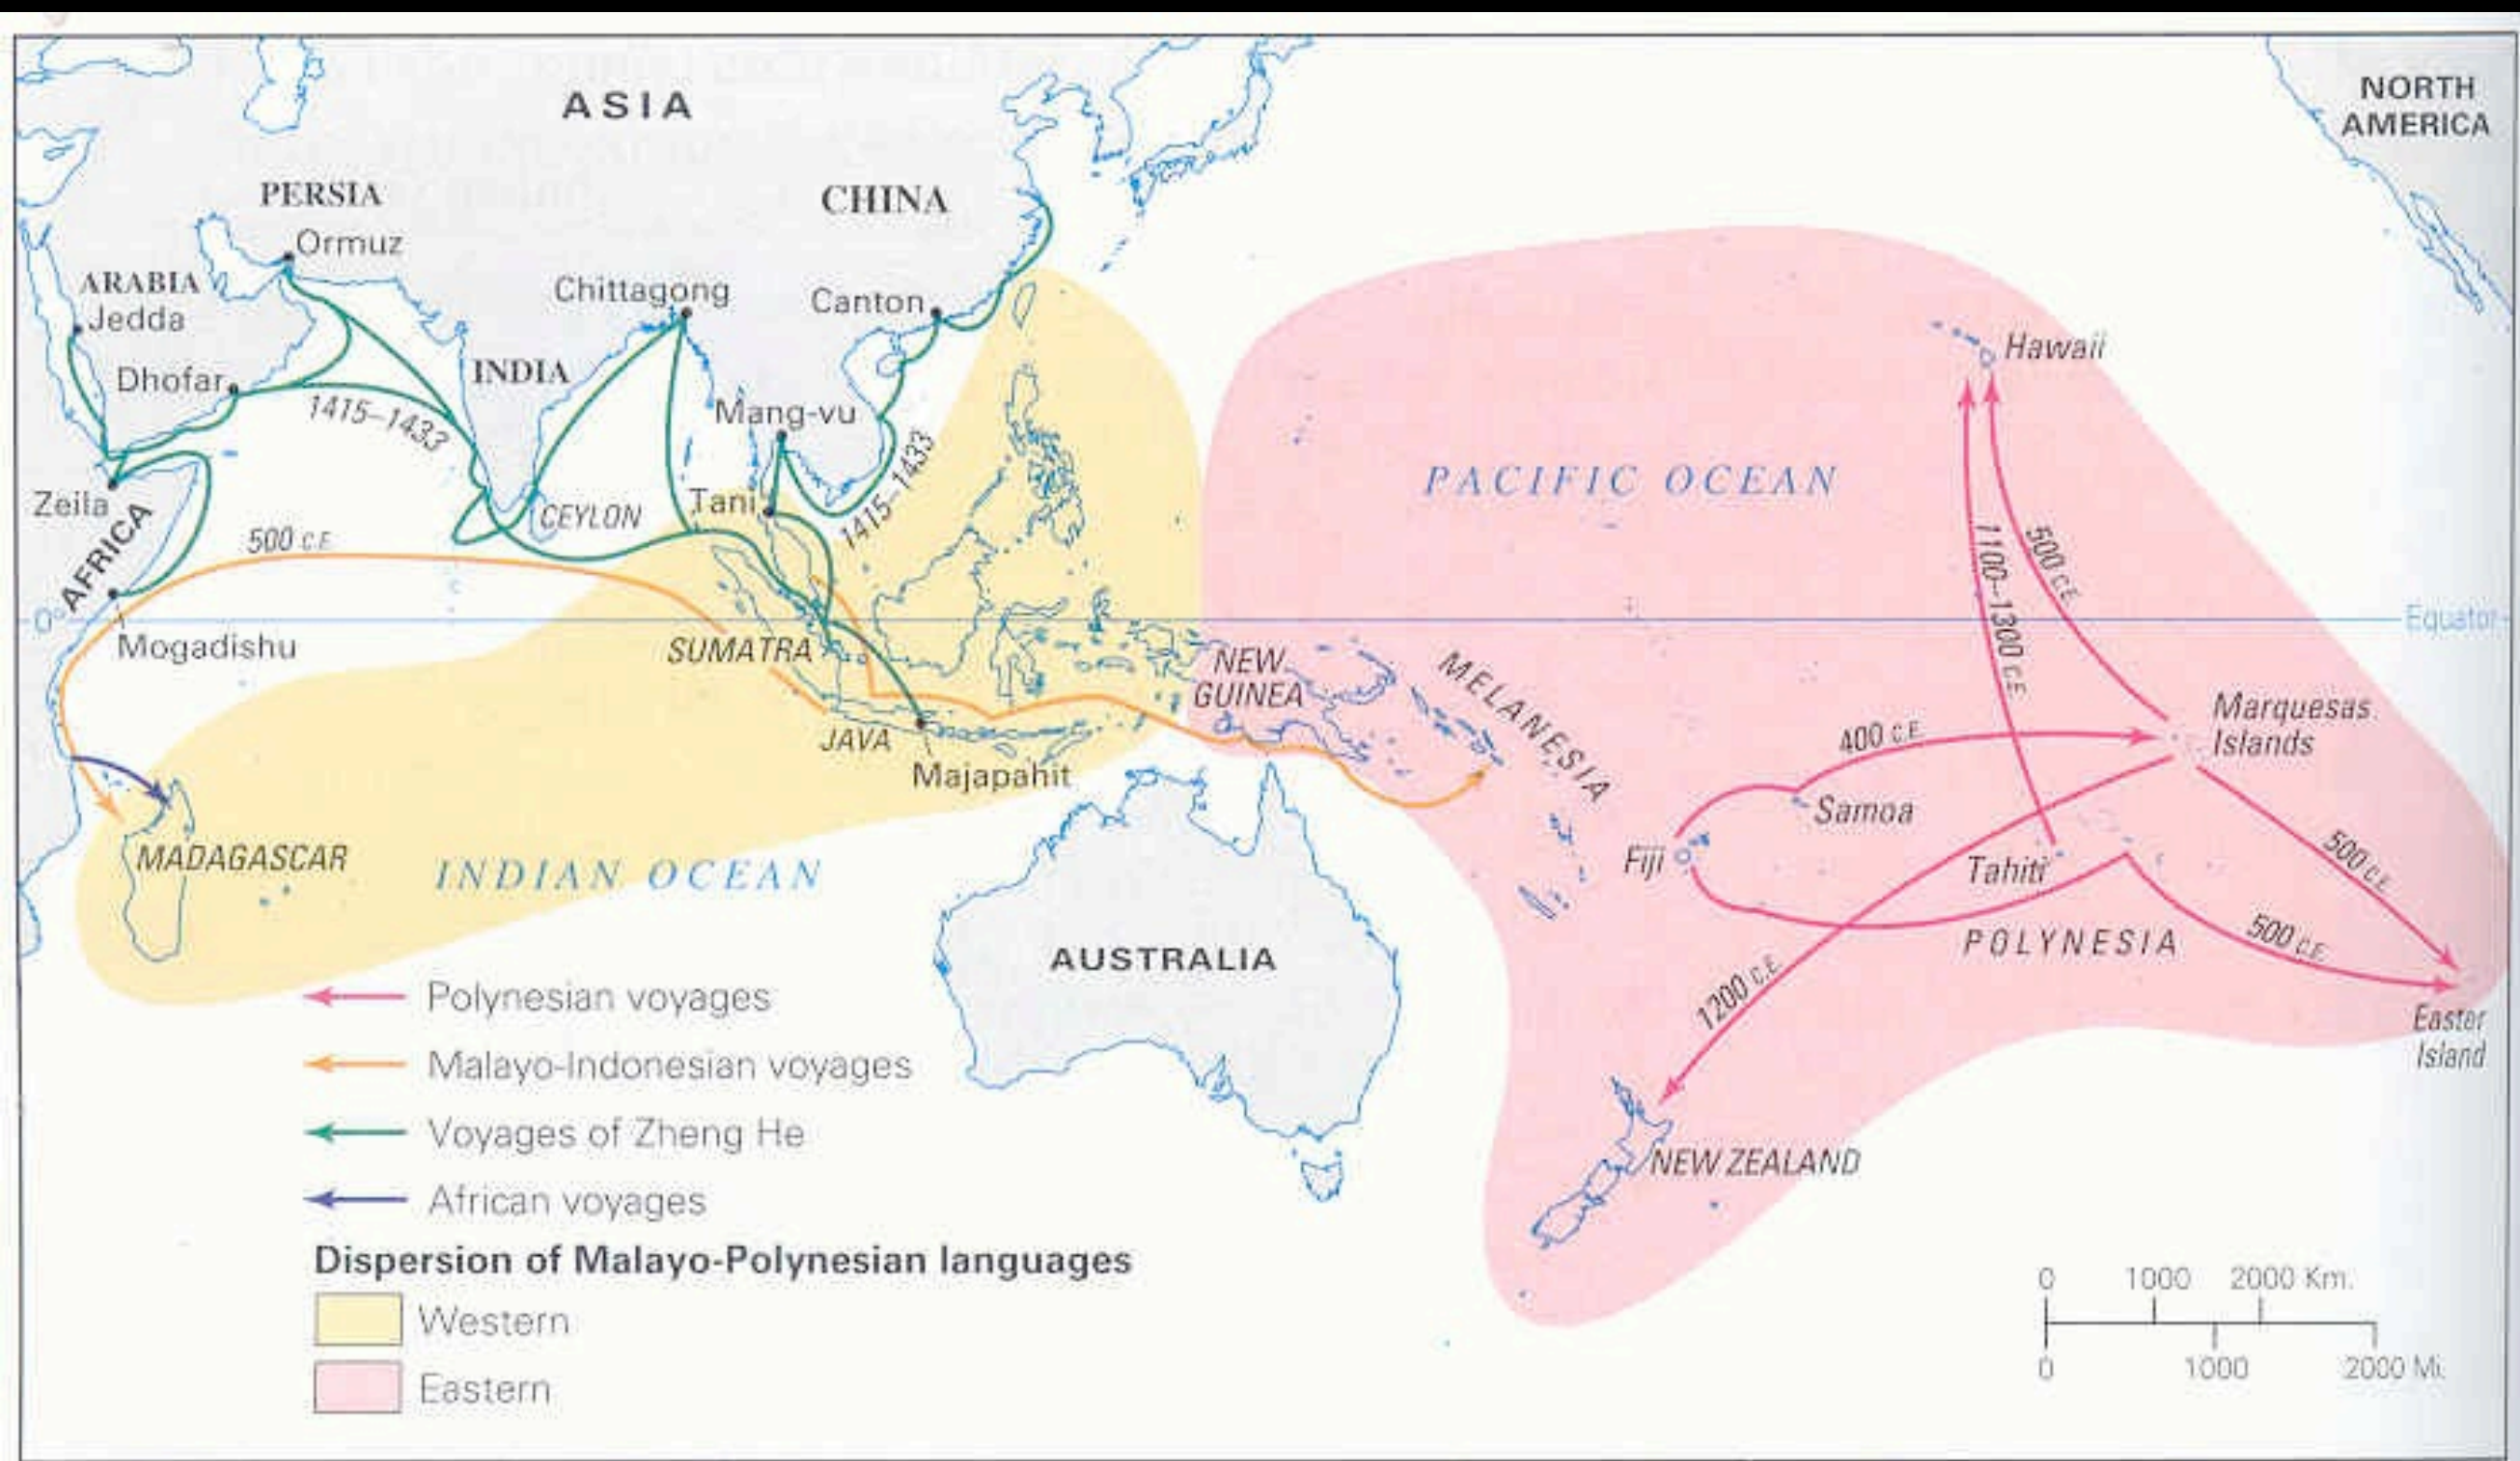 ASIA
NORTH
AMERICA
PERSIA
CHINA
Ormuz
ARABIA
Jedda
Chittagong
Canton
Dhofar
INDIA
1415–1433
Mang-vu
Hawaii
PACIFIC OCEAN
Zeila
AFRICA
CEYLON
Tani
1415–1433
500 C.E.
500 C.E.
1100–1300 C.E.
0°
Equator
Mogadishu
SUMATRA
NEW
GUINEA
MELANESIA
Marquesas
Islands
JAVA
400 C.E.
Majapahit
Samoa
MADAGASCAR
INDIAN OCEAN
Fiji
Tahiti
500 C.E.
AUSTRALIA
POLYNESIA
500 C.E.
1200 C.E.
Easter
Island
Polynesian voyages
Malayo-Indonesian voyages
Voyages of Zheng He
African voyages
NEW ZEALAND
Dispersion of Malayo-Polynesian languages
Western
Eastern
0 1000 2000 Km.
0 1000 2000 Mi.